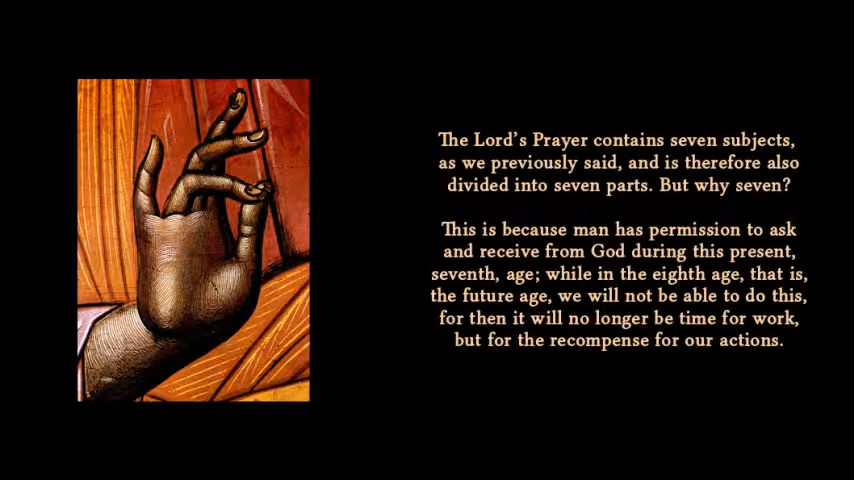 The Lord's Prayer contains seven subjects,
as we previously said, and is therefore also
divided into seven parts. But why seven?
This is because man has permission to ask
and receive from God during this present,
seventh, age; while in the eighth age, that is,
the future age, we will not be able to do this,
for then it will no longer be time for work,
but for the recompense for our actions.